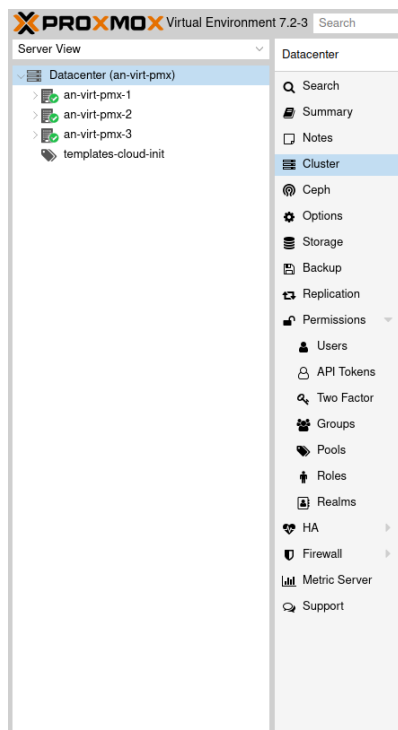 PROXMOX Virtual Environment 7.2-3 Search
Server View
Datacenter (an-virt-pmx)
an-virt-pmx-1
an-virt-pmx-2
an-virt-pmx-3
templates-cloud-init
Datacenter
Search
Summary
Notes
Cluster
Ceph
Options
Storage
Backup
Replication
Permissions
Users
API Tokens
Two Factor
Groups
Pools
Roles
Realms
HA
Firewall
Metric Server
Support